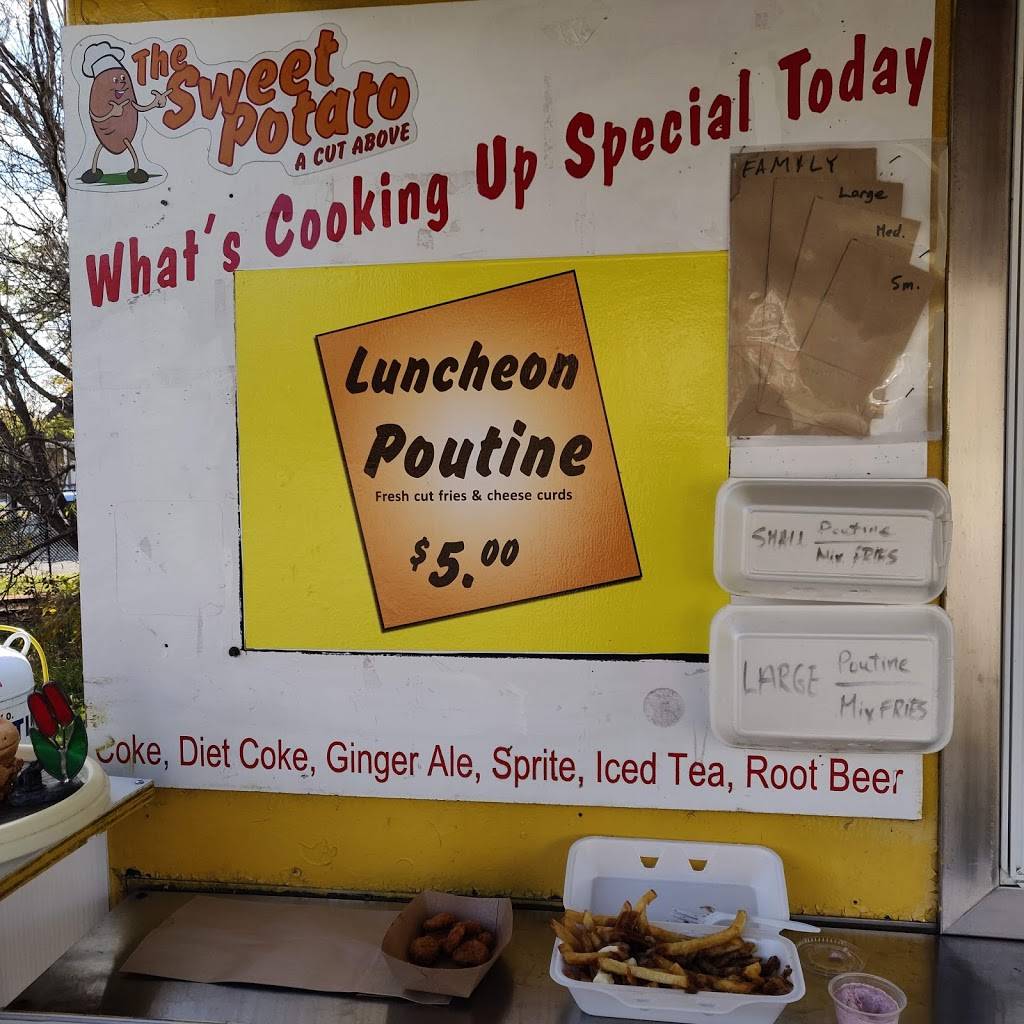 The
Sweet
Potato
A CUT ABOVE
What's Cooking Up Special Today
FAMILY
Large
Med.
Sm.
Luncheon
Poutine
Fresh cut fries & cheese curds
$5.00
SMALL Poutine
Mix FRIES
LARGE Poutine
Mix FRIES
Coke, Diet Coke, Ginger Ale, Sprite, Iced Tea, Root Beer